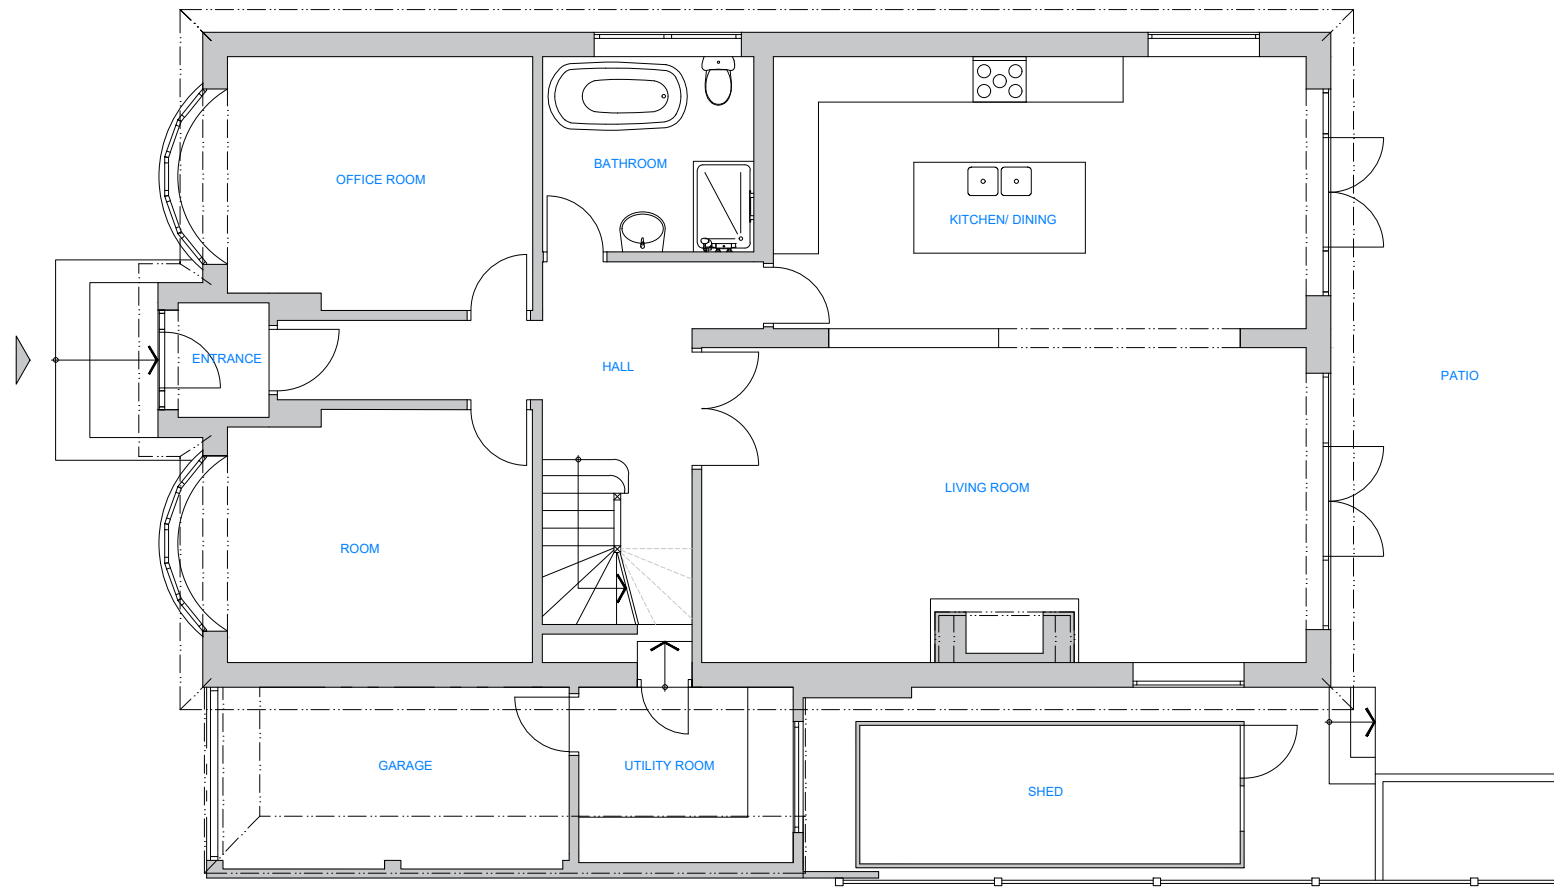 BATHROOM
OFFICE ROOM
KITCHEN/ DINING
ENTRANCE
HALL
PATIO
LIVING ROOM
ROOM
GARAGE
UTILITY ROOM
SHED